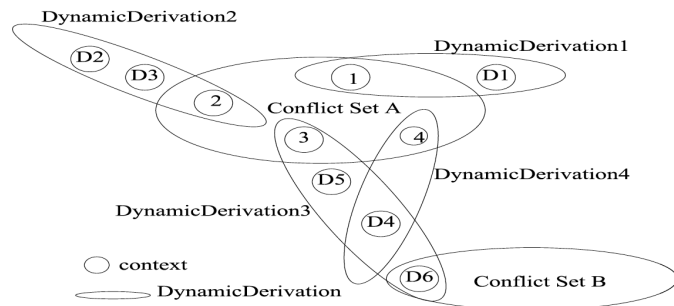 DynamicDerivation2
DynamicDerivation1
D2
D3
1
D1
2
Conflict Set A
3
4
D5
DynamicDerivation4
DynamicDerivation3
D4
context
D6
Conflict Set B
DynamicDerivation